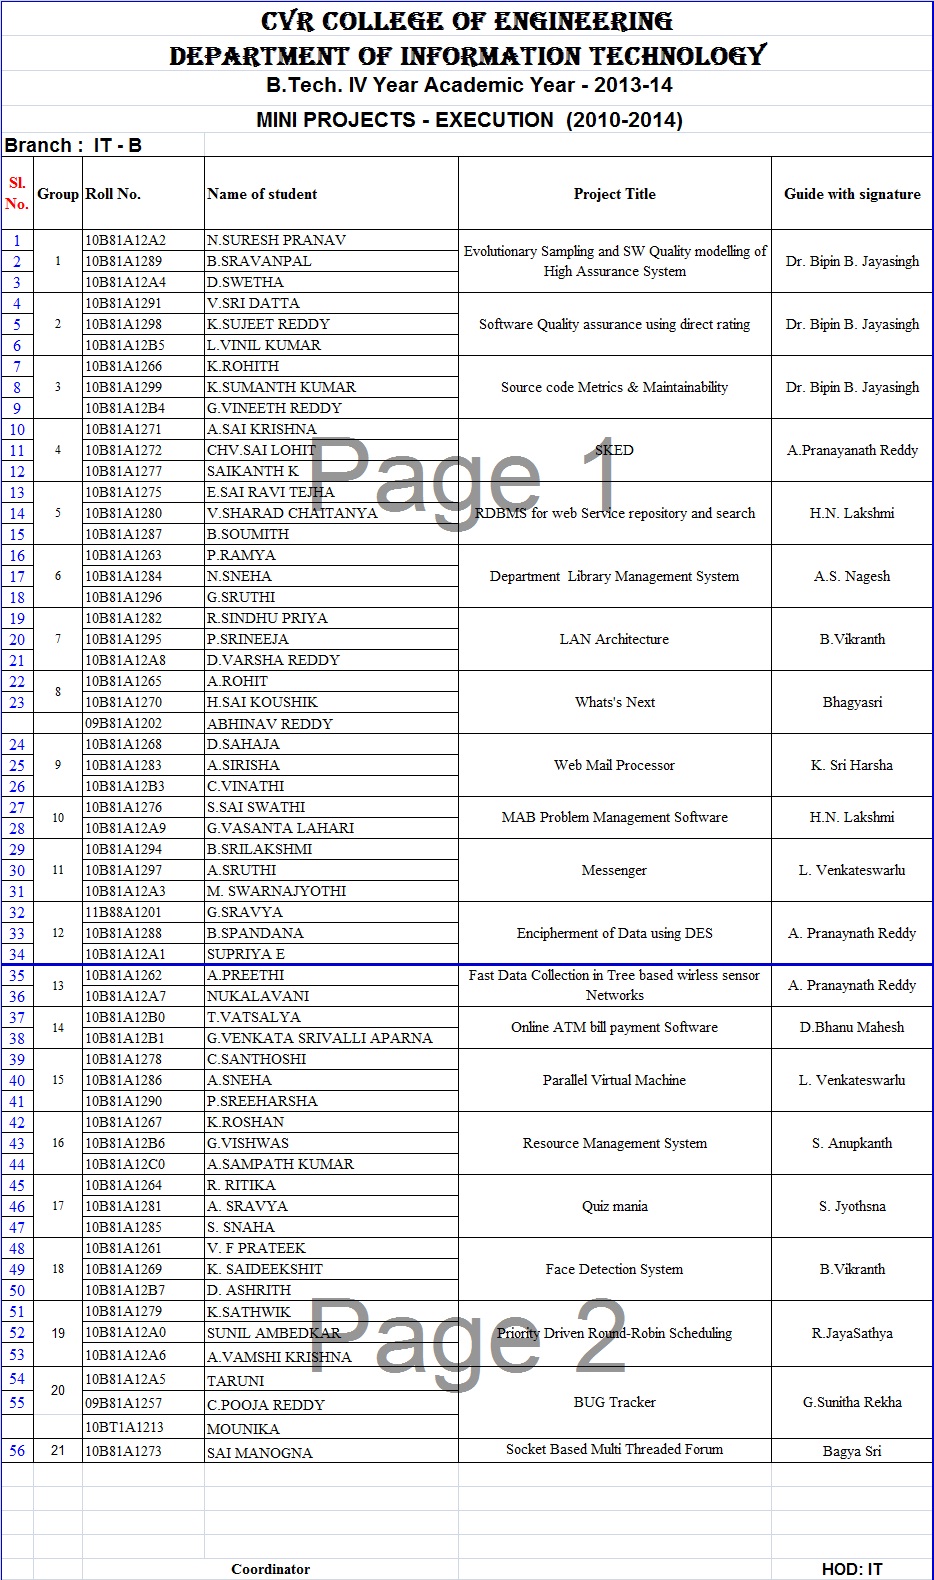 CVR COLLEGE OF ENGINEERING
DEPARTMENT OF INFORMATION TECHNOLOGY
B.Tech. IV Year Academic Year - 2013-14
MINI PROJECTS - EXECUTION (2010-2014)
Branch : IT - B
Sl. No. Group Roll No. Name of student Project Title Guide with signature
1 1 10B81A12A2 N.SURESH PRANAV Evolutionary Sampling and SW Quality modelling of High Assurance System Dr. Bipin B. Jayasingh
2 10B81A1289 B.SRAVANPAL
3 10B81A12A4 D.SWETHA
4 2 10B81A1291 V.SRI DATTA Software Quality assurance using direct rating Dr. Bipin B. Jayasingh
5 10B81A1298 K.SUJEET REDDY
6 10B81A12B5 L.VINIL KUMAR
7 3 10B81A1266 K.ROHITH Source code Metrics & Maintainability Dr. Bipin B. Jayasingh
8 10B81A1299 K.SUMANTH KUMAR
9 10B81A12B4 G.VINEETH REDDY
10 4 10B81A1271 A.SAI KRISHNA SKED A.Pranayanath Reddy
11 10B81A1272 CHV.SAI LOHIT
12 10B81A1277 SAIKANTH K
Page 1
13 5 10B81A1275 E.SAI RAVI TEJHA RDBMS for web Service repository and search H.N. Lakshmi
14 10B81A1280 V.SHARAD CHAITANYA
15 10B81A1287 B.SOUMITH
16 6 10B81A1263 P.RAMYA Department Library Management System A.S. Nagesh
17 10B81A1284 N.SNEHA
18 10B81A1296 G.SRUTHI
19 7 10B81A1282 R.SINDHU PRIYA LAN Architecture B.Vikranth
20 10B81A1295 P.SRINEEJA
21 10B81A12A8 D.VARSHA REDDY
22 8 10B81A1265 A.ROHIT Whats's Next Bhagyasri
23 10B81A1270 H.SAI KOUSHIK
09B81A1202 ABHINAV REDDY
24 9 10B81A1268 D.SAHAJA Web Mail Processor K. Sri Harsha
25 10B81A1283 A.SIRISHA
26 10B81A12B3 C.VINATHI
27 10 10B81A1276 S.SAI SWATHI MAB Problem Management Software H.N. Lakshmi
28 10B81A12A9 G.VASANTA LAHARI
29 11 10B81A1294 B.SRILAKSHMI Messenger L. Venkateswarlu
30 10B81A1297 A.SRUTHI
31 10B81A12A3 M. SWARNAJYOTHI
32 12 11B88A1201 G.SRAVYA Encipherment of Data using DES A. Pranaynath Reddy
33 10B81A1288 B.SPANDANA
34 10B81A12A1 SUPRIYA E
35 13 10B81A1262 A.PREETHI Fast Data Collection in Tree based wirless sensor Networks A. Pranaynath Reddy
36 10B81A12A7 NUKALAVANI
37 14 10B81A12B0 T.VATSALYA Online ATM bill payment Software D.Bhanu Mahesh
38 10B81A12B1 G.VENKATA SRIVALLI APARNA
39 15 10B81A1278 C.SANTHOSHI Parallel Virtual Machine L. Venkateswarlu
40 10B81A1286 A.SNEHA
41 10B81A1290 P.SREEHARSHA
42 16 10B81A1267 K.ROSHAN Resource Management System S. Anupkanth
43 10B81A12B6 G.VISHWAS
44 10B81A12C0 A.SAMPATH KUMAR
45 17 10B81A1264 R. RITIKA Quiz mania S. Jyothsna
46 10B81A1281 A. SRAVYA
47 10B81A1285 S. SNAHA
48 18 10B81A1261 V. F PRATEEK Face Detection System B.Vikranth
49 10B81A1269 K. SAIDEEKSHIT
50 10B81A12B7 D. ASHRITH
51 19 10B81A1279 K.SATHWIK Priority Driven Round-Robin Scheduling R.JayaSathya
52 10B81A12A0 SUNIL AMBEDKAR
53 10B81A12A6 A.VAMSHI KRISHNA
Page 2
54 20 10B81A12A5 TARUNI BUG Tracker G.Sunitha Rekha
55 09B81A1257 C.POOJA REDDY
10BT1A1213 MOUNIKA
56 21 10B81A1273 SAI MANOGNA Socket Based Multi Threaded Forum Bagya Sri
Coordinator HOD: IT